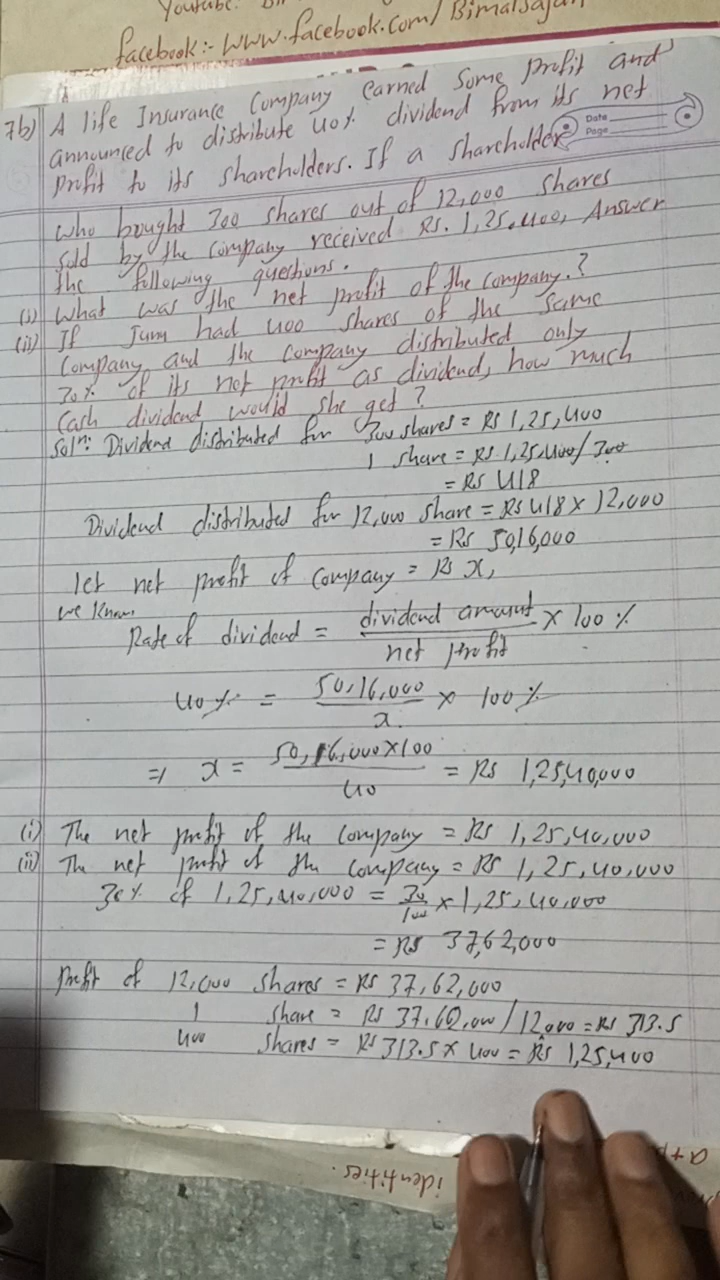 Youtube:
facebook:- www.facebook.com/Bimalsajan
7b) A life Insurance Company earned some profit and
announced to distribute 40% dividend from its net
profit to its shareholders. If a shareholder
Date
Page
who bought 300 shares out of 12,000 shares
sold by the company received Rs. 1,25,400, Answer
the following questions.
(i) What was the net profit of the company.?
(ii) If Junu had 400 shares of the same
Company and the company distributed only
30% of its net profit as dividend, how much
Cash dividend would she get?
Solⁿ: Dividend distributed for 300 shares = Rs 1,25,400
1 share = Rs. 1,25,400/300
= Rs 418
Dividend distributed for 12,000 share = Rs 418 × 12,000
= Rs 50,16,000
let net profit of company = Rs x,
we know
Rate of dividend = dividend amount/net profit × 100 %
40% = 50,16,000/x × 100 %
⇒ x = 50,16,000×100/40 = Rs 1,25,40,000
(i) The net profit of the company = Rs 1,25,40,000
(ii) The net profit of the company = Rs 1,25,40,000
30% of 1,25,40,000 = 30/100 × 1,25,40,000
= Rs 37,62,000
Profit of 12,000 shares = Rs 37,62,000
1 share = Rs 37,62,000/12,000 = Rs 313.5
400 shares = Rs 313.5 × 400 = Rs 1,25,400
identities.